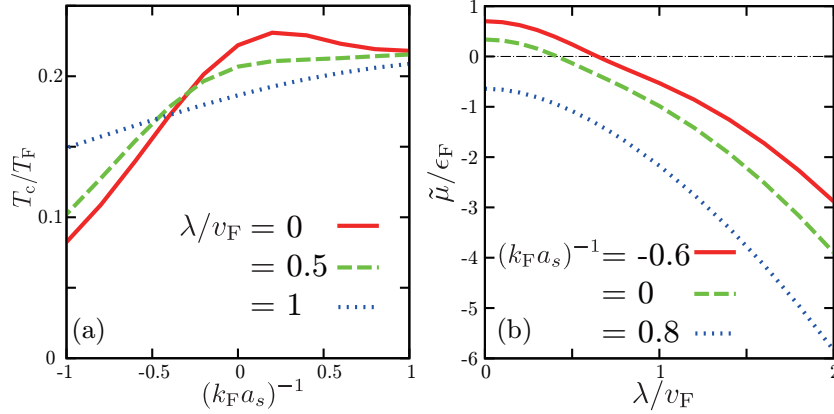 0.2
0.1
0
T_c/T_F
λ/v_F = 0
= 0.5
= 1
(a)
-1 -0.5 0 0.5 1
(k_F a_s)^{-1}
1
0
-1
-2
-3
-4
-5
-6
μ̃/ϵ_F
(k_F a_s)^{-1} = -0.6
= 0
= 0.8
(b)
0 1 2
λ/v_F